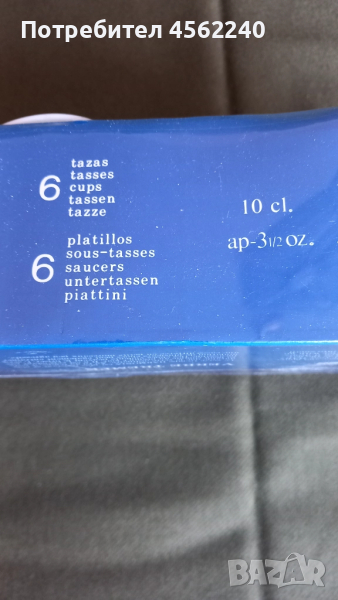 Потребител 4562240
6
tazas
tasses
cups
tassen
tazze
10 cl.
ap-3 1/2 oz.
6
platillos
sous-tasses
saucers
untertassen
piattini
bazar